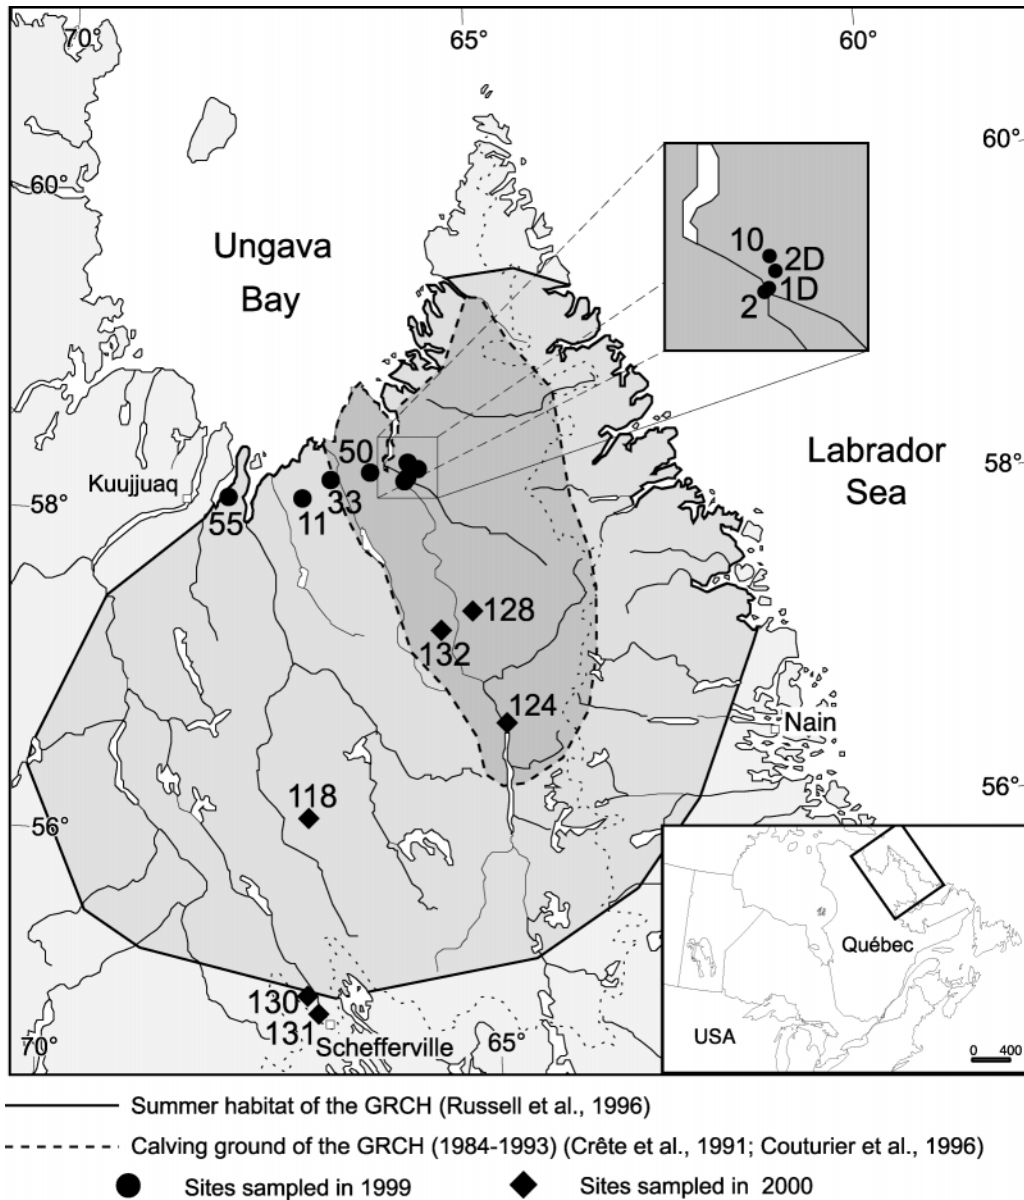 70°
65°
60°
60°
60°
Ungava
Bay
10
2D
1D
2
Labrador
Sea
50
58°
Kuujjuaq
58°
55
11
33
128
132
124
Nain
118
56°
56°
Québec
130
131
Schefferville
70°
65°
USA
0 400
Summer habitat of the GRCH (Russell et al., 1996)
Calving ground of the GRCH (1984-1993) (Crête et al., 1991; Couturier et al., 1996)
Sites sampled in 1999
Sites sampled in 2000